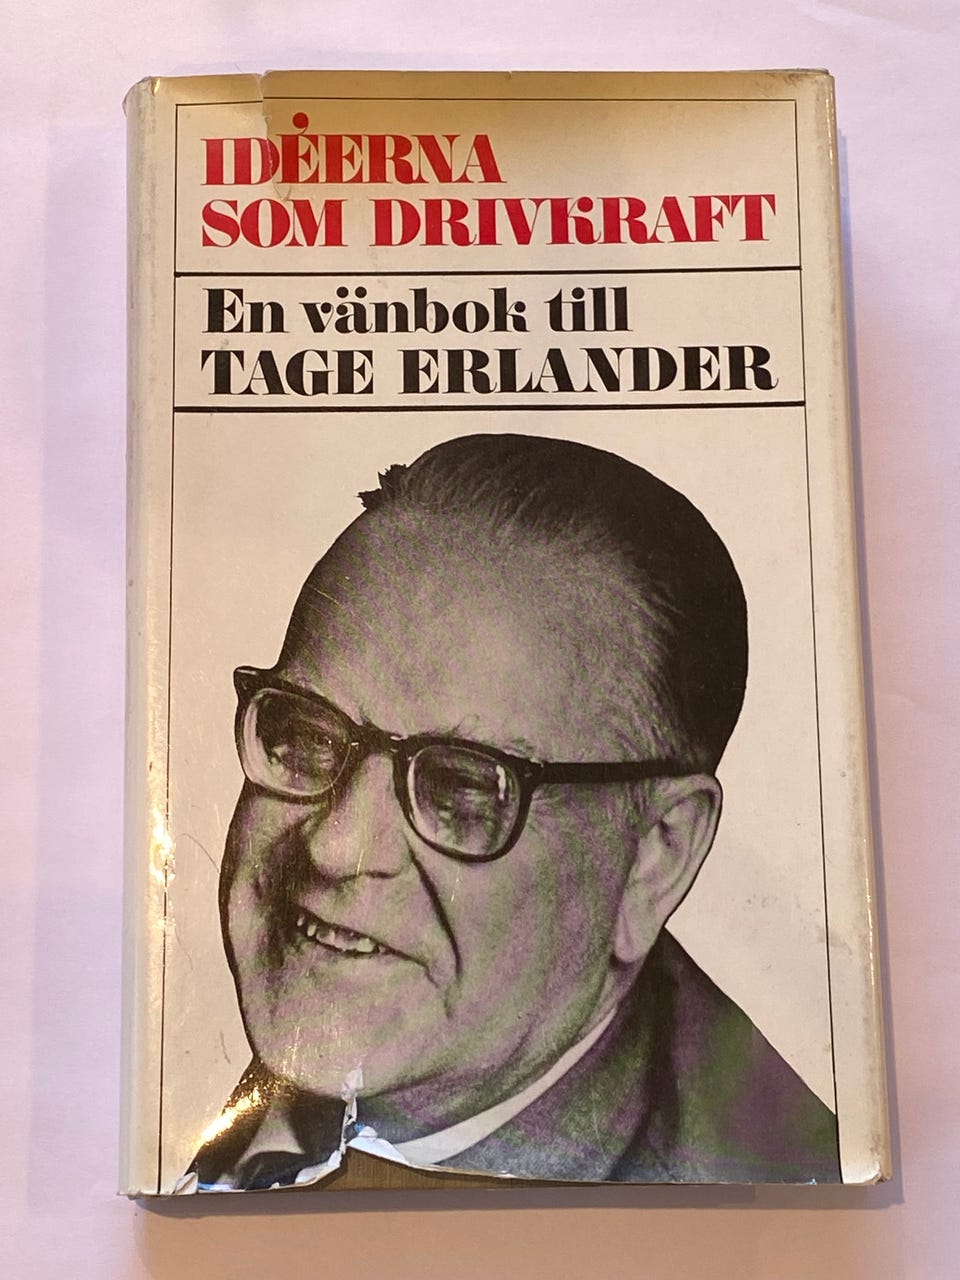 IDÉERNA
SOM DRIVKRAFT
En vänbok till
TAGE ERLANDER